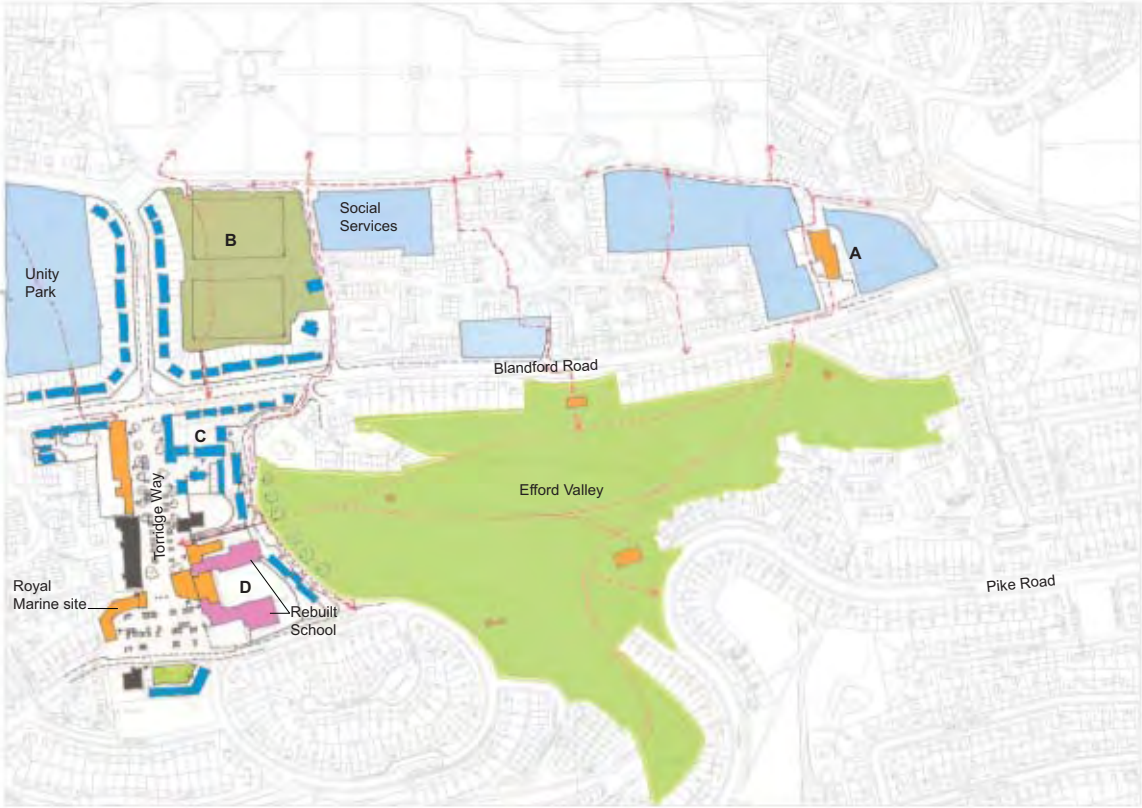 Social
Services
B
A
Unity
Park
Blandford Road
C
Torridge Way
Efford Valley
Royal
Marine site
D
Rebuilt
School
Pike Road